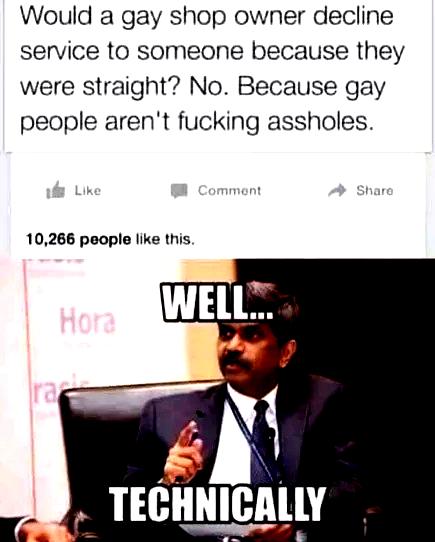 Would a gay shop owner decline
service to someone because they
were straight? No. Because gay
people aren't fucking assholes.
Like Comment Share
10,266 people like this.
WELL...
Hora
TECHNICALLY